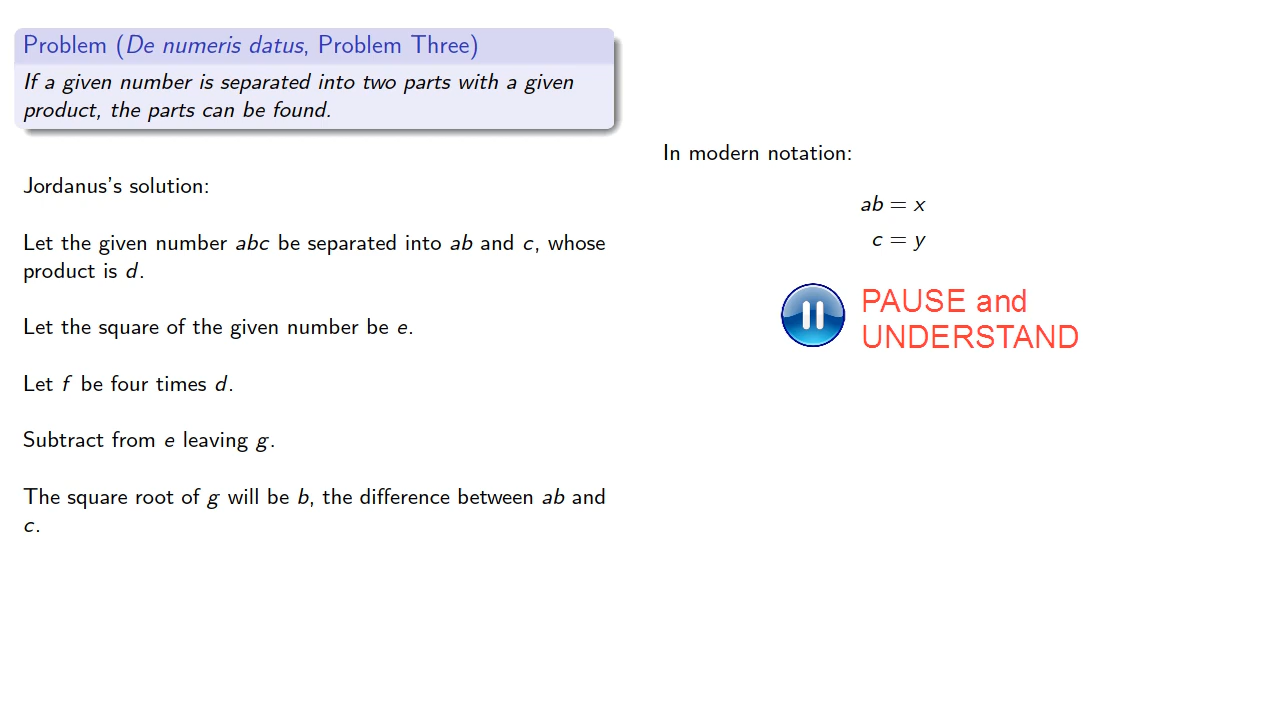 Problem (De numeris datus, Problem Three)
If a given number is separated into two parts with a given
product, the parts can be found.
Jordanus's solution:
Let the given number abc be separated into ab and c, whose
product is d.
Let the square of the given number be e.
Let f be four times d.
Subtract from e leaving g.
The square root of g will be b, the difference between ab and
c.
In modern notation:
ab = x
c = y
PAUSE and
UNDERSTAND